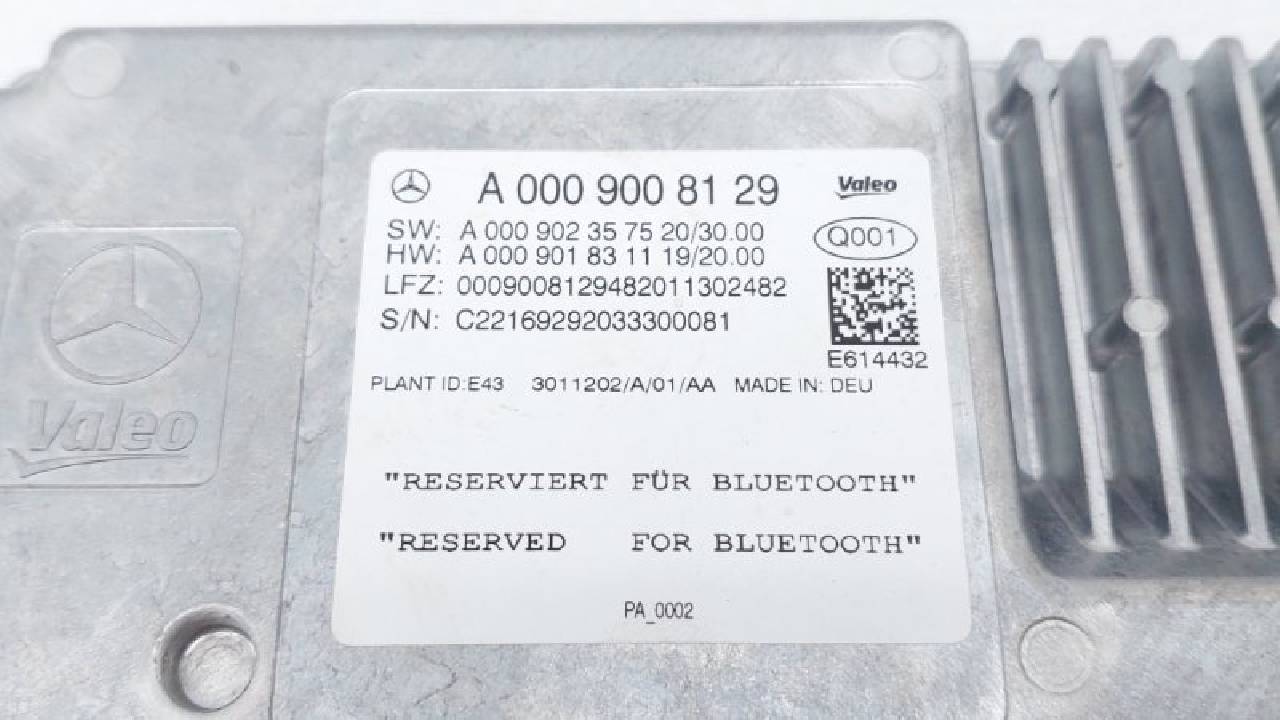 A 000 900 81 29
Valeo
SW: A 000 902 35 75 20/30.00
Q001
HW: A 000 901 83 11 19/20.00
LFZ: 0009008129482011302482
S/N: C22169292033300081
E614432
PLANT ID:E43 3011202/A/01/AA MADE IN: DEU
"RESERVIERT FÜR BLUETOOTH"
"RESERVED FOR BLUETOOTH"
PA_0002
Valeo